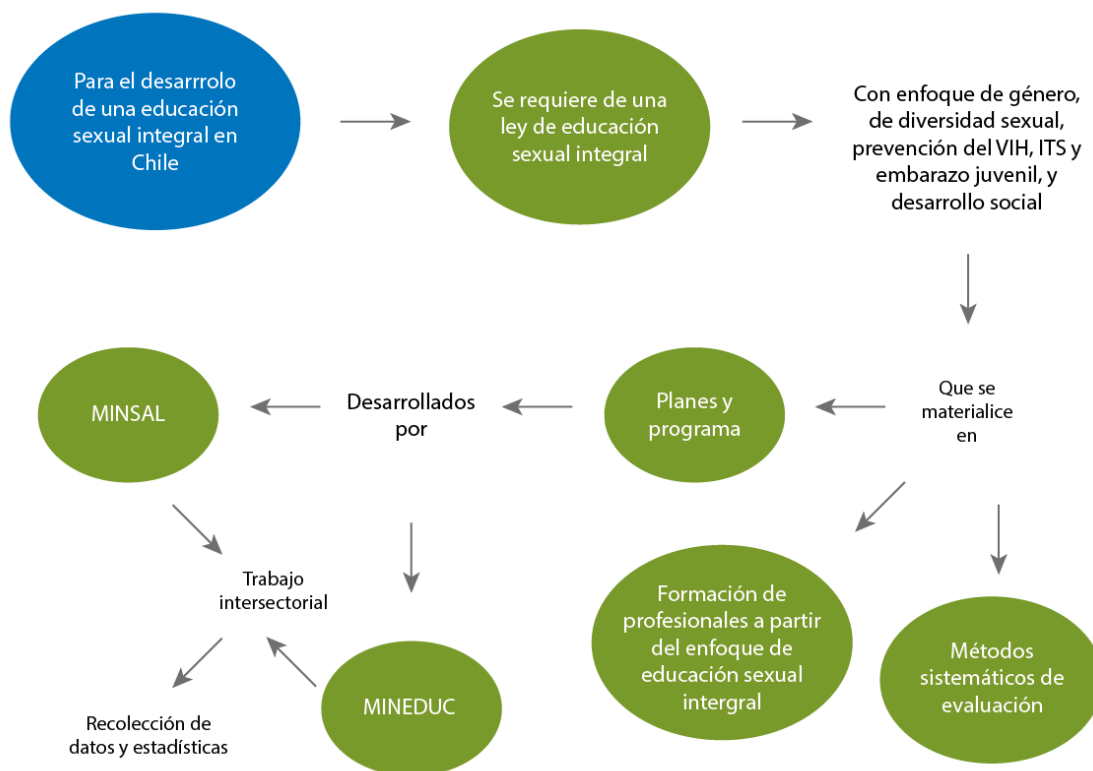 Para el desarrrolo
de una educación
sexual integral en
Chile
Se requiere de una
ley de educación
sexual integral
Con enfoque de género,
de diversidad sexual,
prevención del VIH, ITS y
embarazo juvenil, y
desarrollo social
Que se
materialice
en
Planes y
programa
Desarrollados
por
MINSAL
Trabajo
intersectorial
MINEDUC
Recolección de
datos y estadísticas
Formación de
profesionales a partir
del enfoque de
educación sexual
intergral
Métodos
sistemáticos de
evaluación